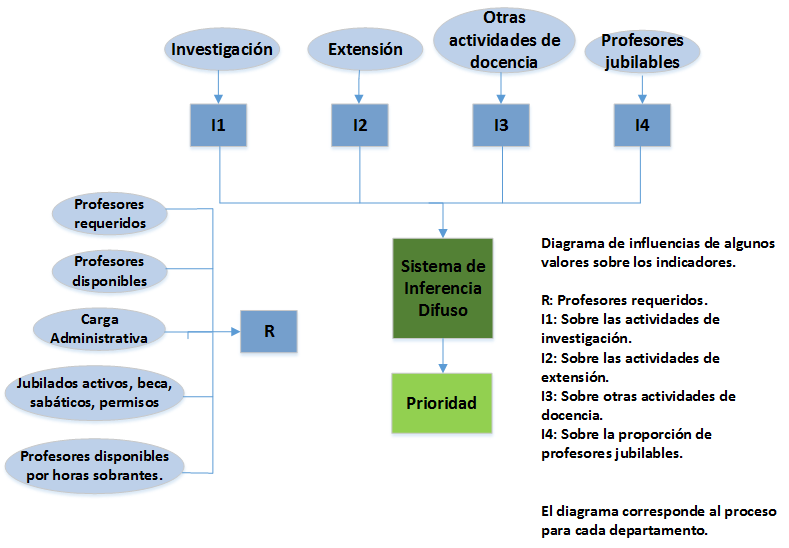 Investigación
Extensión
Otras
actividades de
docencia
Profesores
jubilables
I1
I2
I3
I4
Profesores
requeridos
Profesores
disponibles
Carga
Administrativa
Jubilados activos, beca,
sabáticos, permisos
Profesores disponibles
por horas sobrantes.
R
Sistema de
Inferencia
Difuso
Prioridad
Diagrama de influencias de algunos
valores sobre los indicadores.
R: Profesores requeridos.
I1: Sobre las actividades de
investigación.
I2: Sobre las actividades de
extensión.
I3: Sobre otras actividades de
docencia.
I4: Sobre la proporción de
profesores jubilables.
El diagrama corresponde al proceso
para cada departamento.